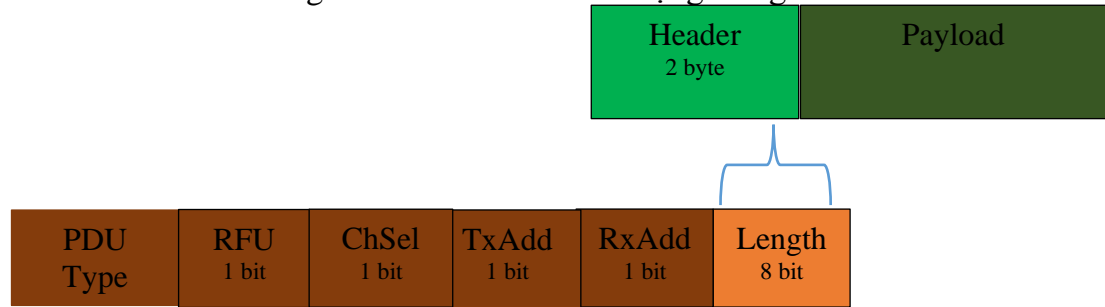 Header
2 byte
Payload
PDU
Type
RFU
1 bit
ChSel
1 bit
TxAdd
1 bit
RxAdd
1 bit
Length
8 bit